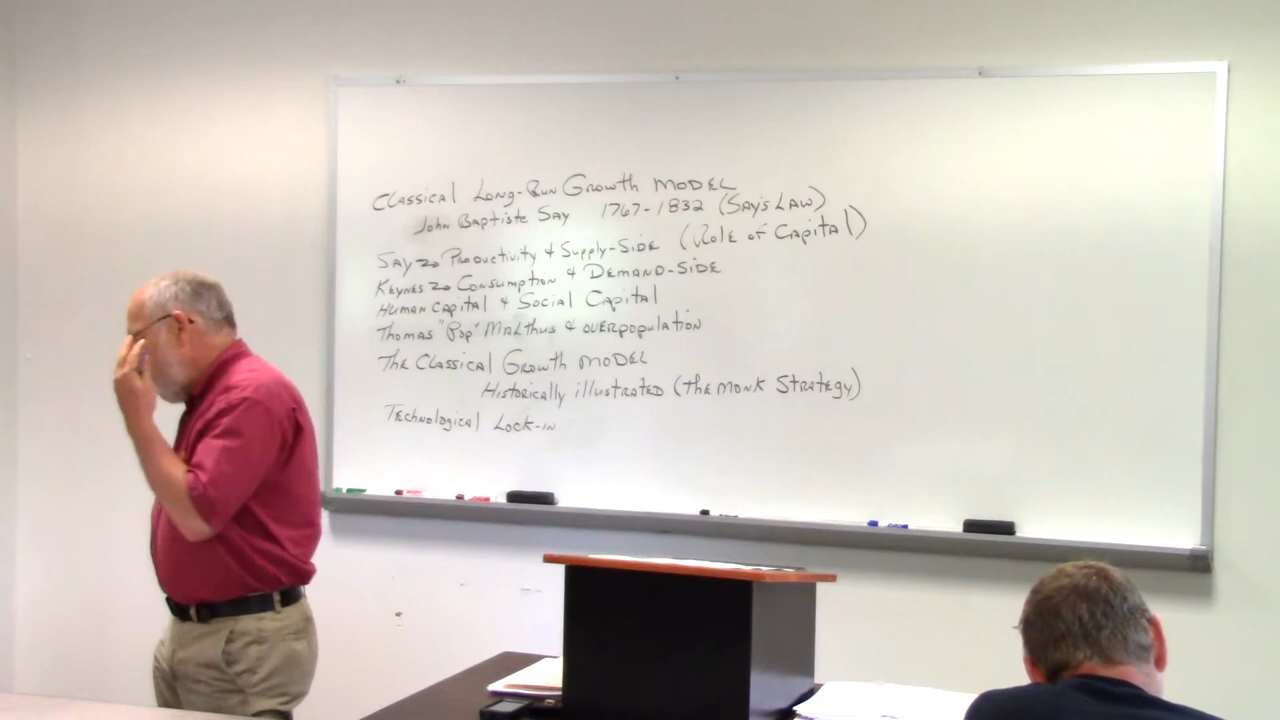 Classical Long-Run Growth Model
John Baptiste Say 1767-1832 (Say's Law)
Say → Productivity & Supply-Side (Role of Capital)
Keynes → Consumption & Demand-Side
Human Capital & Social Capital
Thomas "Pop" Malthus & overpopulation
The Classical Growth Model
Historically illustrated (The Monk Strategy)
Technological Lock-in